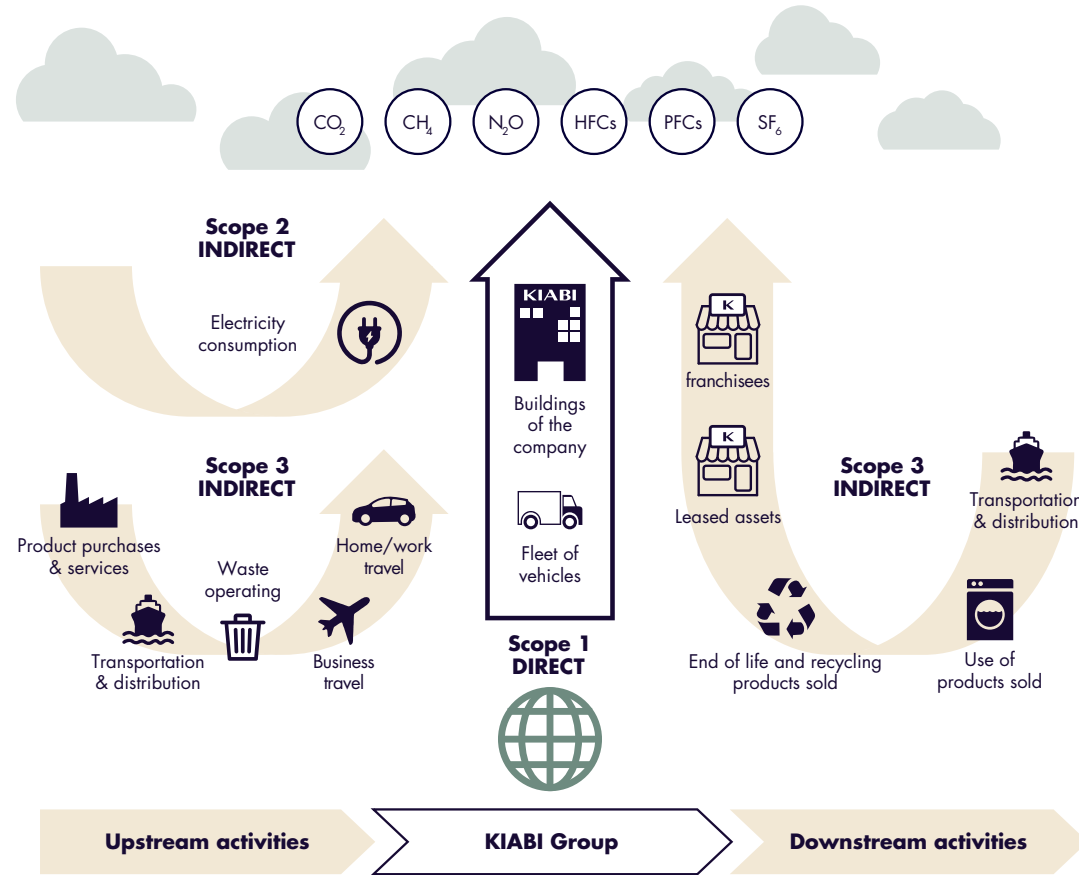 CO₂
CH₄
N₂O
HFCs
PFCs
SF₆
Scope 2
INDIRECT
Electricity
consumption
KIABI
Buildings
of the
company
Fleet of
vehicles
Scope 1
DIRECT
K
franchisees
K
Leased assets
Scope 3
INDIRECT
Product purchases
& services
Transportation
& distribution
Waste
operating
Business
travel
Home/work
travel
Scope 3
INDIRECT
Transportation
& distribution
End of life and recycling
products sold
Use of
products sold
Upstream activities
KIABI Group
Downstream activities